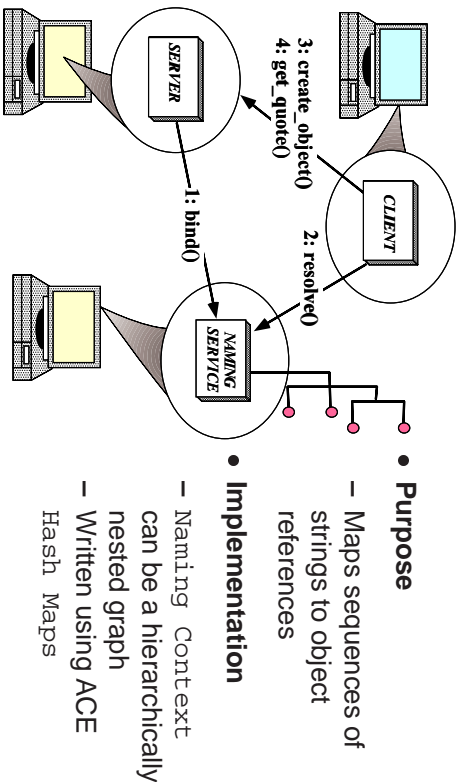 3: create_object()
4: get_quote()
SERVER
CLIENT
1: bind()
2: resolve()
NAMING
SERVICE
• Purpose
– Maps sequences of
strings to object
references
• Implementation
– Naming Context
can be a hierarchically
nested graph
– Written using ACE
Hash Maps